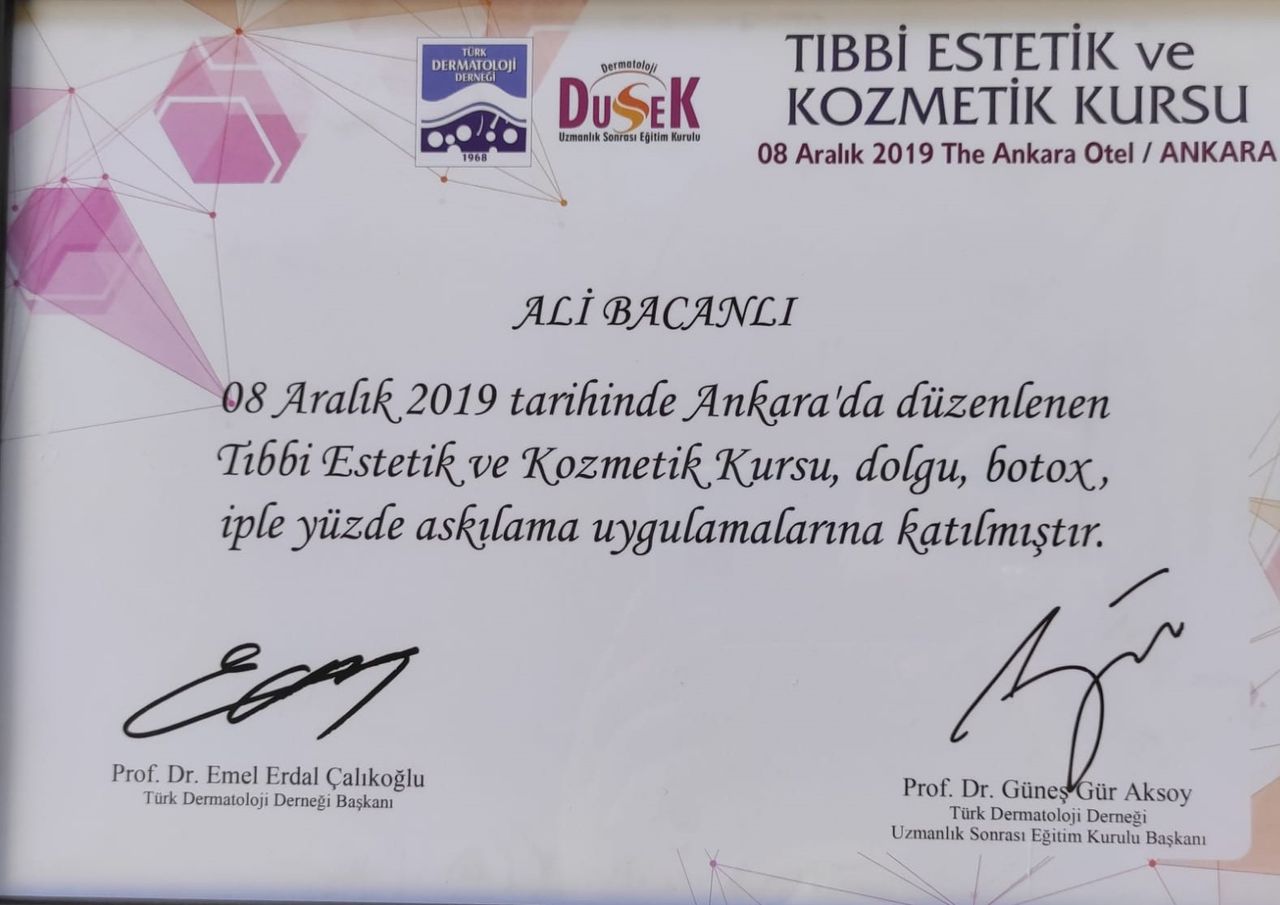 TÜRK
DERMATOLOJİ
DERNEĞİ
1968
Dermatoloji
DUSEK
Uzmanlık Sonrası Eğitim Kurulu
TIBBİ ESTETİK ve
KOZMETİK KURSU
08 Aralık 2019 The Ankara Otel / ANKARA
ALİ BACANLI
08 Aralık 2019 tarihinde Ankara'da düzenlenen
Tıbbi Estetik ve Kozmetik Kursu, dolgu, botox,
iple yüzde askılama uygulamalarına katılmıştır.
Prof. Dr. Emel Erdal Çalıkoğlu
Türk Dermatoloji Derneği Başkanı
Prof. Dr. Güneş Gür Aksoy
Türk Dermatoloji Derneği
Uzmanlık Sonrası Eğitim Kurulu Başkanı